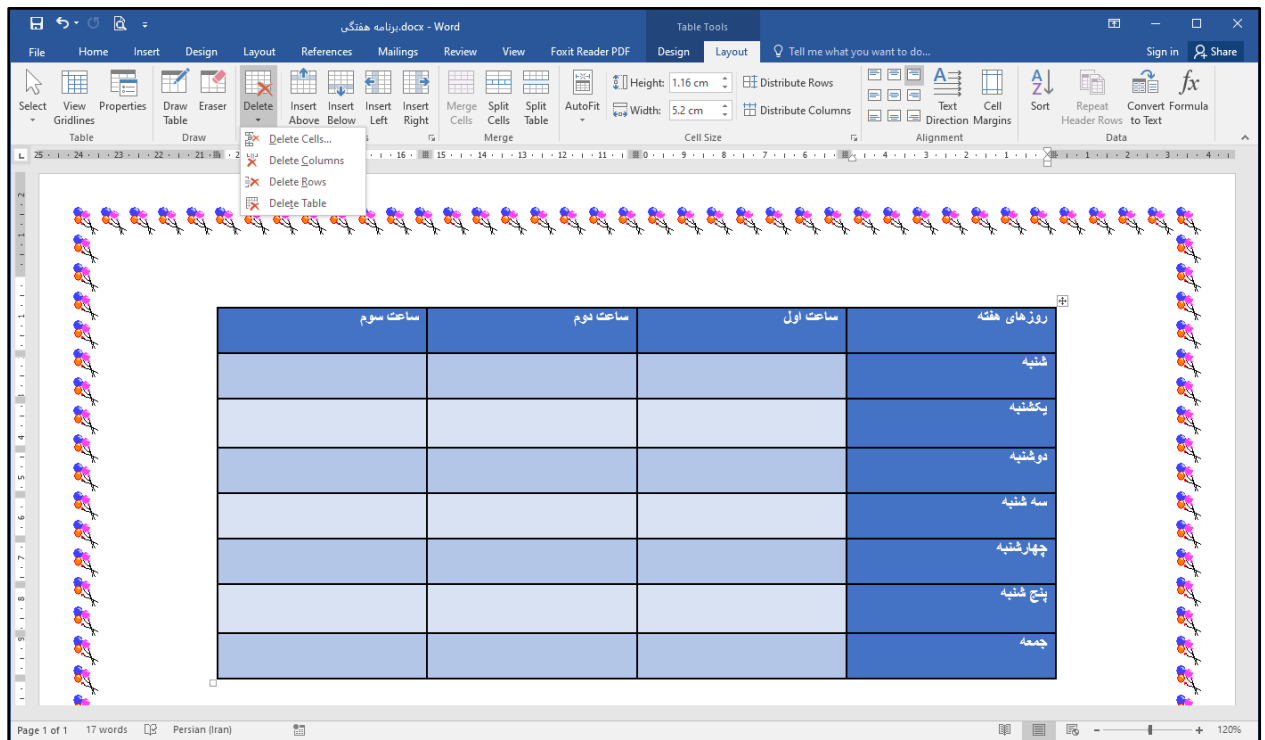 برنامه هفتگی.docx - Word
Table Tools
File Home Insert Design Layout References Mailings Review View Foxit Reader PDF Design Layout Tell me what you want to do... Sign in Share
Select View Gridlines Properties Draw Table Eraser Delete Insert Above Insert Below Insert Left Insert Right Merge Cells Split Cells Split Table AutoFit Height: 1.16 cm Distribute Rows Text Direction Cell Margins Sort Repeat Header Rows Convert to Text Formula
Width: 5.2 cm Distribute Columns
Table Draw Merge Cell Size Alignment Data
Delete Cells...
Delete Columns
Delete Rows
Delete Table
روزهای هفته ساعت اول ساعت دوم ساعت سوم
شنبه
یکشنبه
دوشنبه
سه شنبه
چهارشنبه
پنج شنبه
جمعه
Page 1 of 1 17 words Persian (Iran) 120%